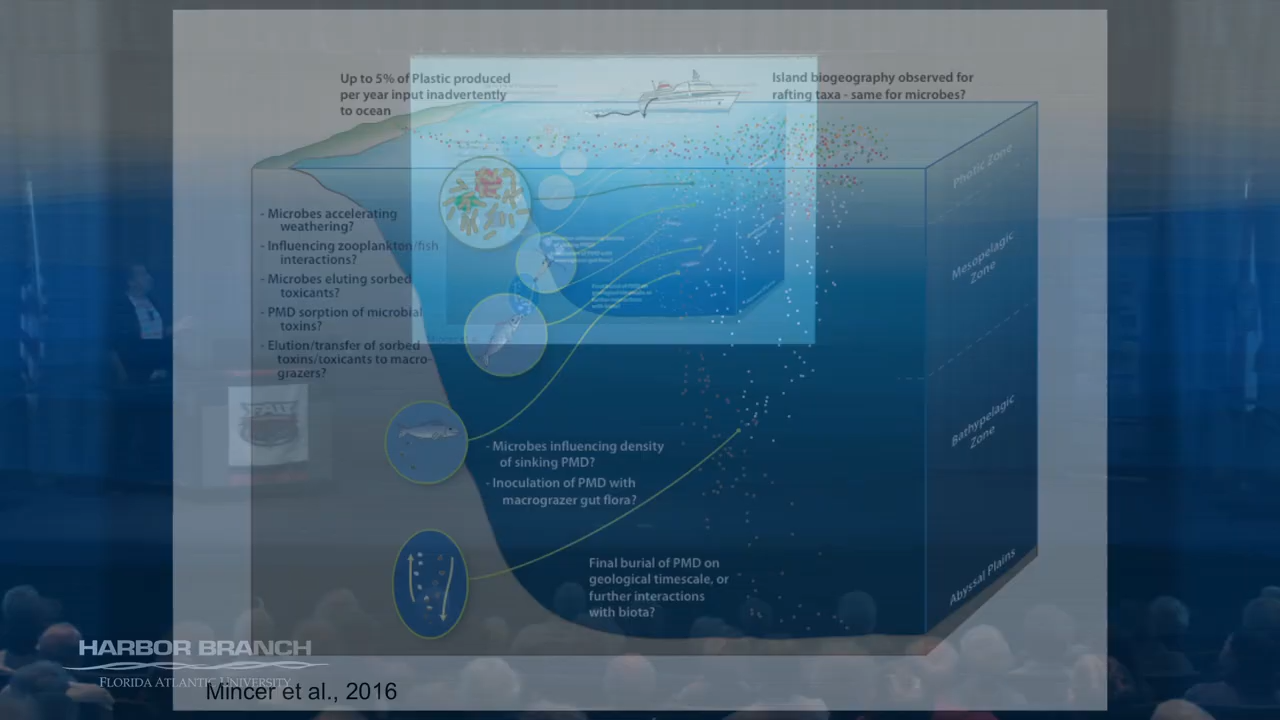 Up to 5% of Plastic produced
per year input inadvertently
to ocean
Island biogeography observed for
rafting taxa - same for microbes?
Photic Zone
- Microbes accelerating
weathering?
- Influencing zooplankton/fish
interactions?
- Microbes eluting sorbed
toxicants?
- PMD sorption of microbial
toxins?
- Elution/transfer of sorbed
toxins/toxicants to macro-
grazers?
Mesopelagic
Zone
FAU
Bathypelagic
Zone
- Microbes influencing density
of sinking PMD?
- Inoculation of PMD with
macrograzer gut flora?
Final burial of PMD on
geological timescale, or
further interactions
with biota?
Abyssal Plains
HARBOR BRANCH
FLORIDA ATLANTIC UNIVERSITY
Mincer et al., 2016